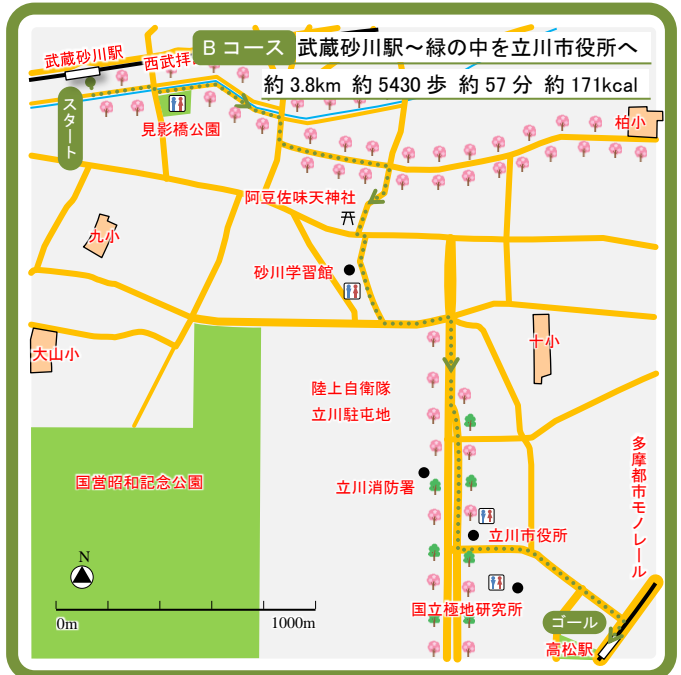 Bコース 武蔵砂川駅～緑の中を立川市役所へ
約 3.8km 約 5430 歩 約 57 分 約 171kcal
武蔵砂川駅
西武拝
スタート
見影橋公園
柏小
阿豆佐味天神社
九小
砂川学習館
大山小
十小
陸上自衛隊
立川駐屯地
多摩都市モノレール
国営昭和記念公園
立川消防署
立川市役所
N
0m
1000m
国立極地研究所
ゴール
高松駅